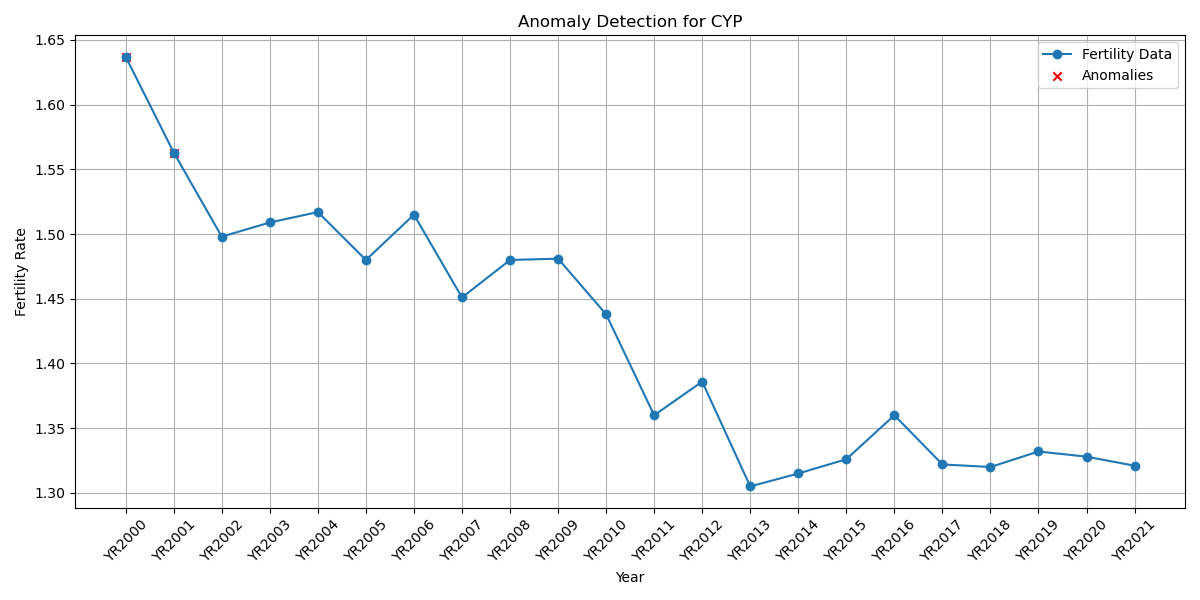 Anomaly Detection for CYP
Fertility Data
Anomalies
Fertility Rate
1.65
1.60
1.55
1.50
1.45
1.40
1.35
1.30
YR2000
YR2001
YR2002
YR2003
YR2004
YR2005
YR2006
YR2007
YR2008
YR2009
YR2010
YR2011
YR2012
YR2013
YR2014
YR2015
YR2016
YR2017
YR2018
YR2019
YR2020
YR2021
Year